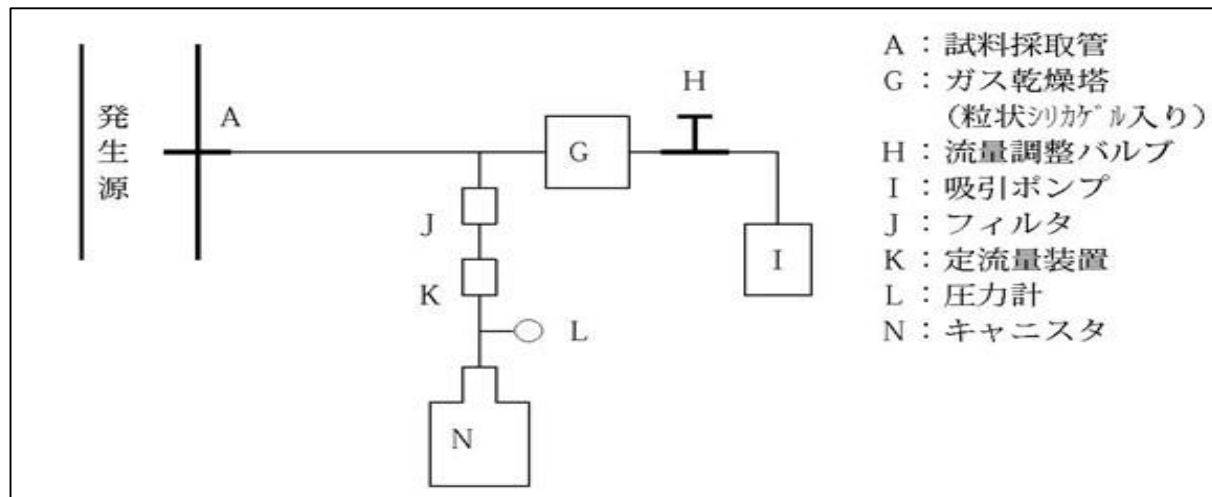 発生源
A
G
H
I
J
K
L
N
A：試料採取管
G：ガス乾燥塔
（粒状ｼﾘｶｹﾞﾙ入り）
H：流量調整バルブ
I：吸引ポンプ
J：フィルタ
K：定流量装置
L：圧力計
N：キャニスタ